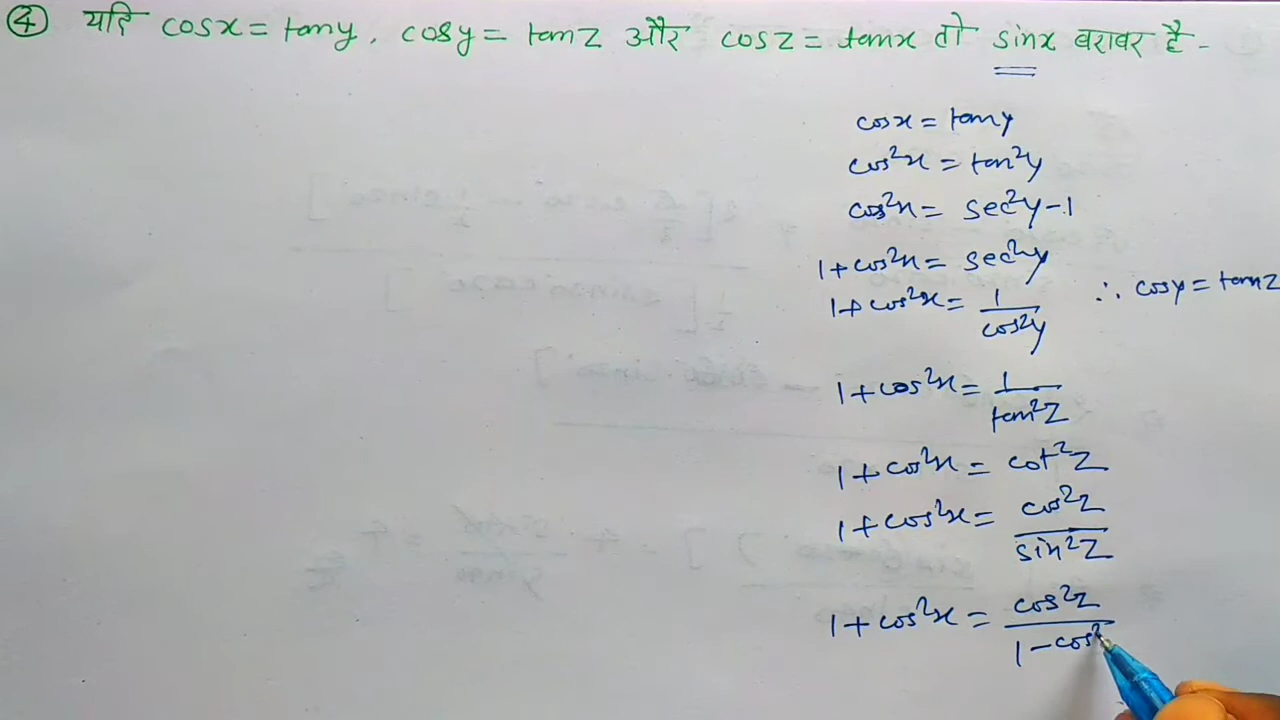 ④ यदि cosx = tany, cosy = tanz और cosz = tanx तो sinx बराबर है -
cosx = tany
cos²x = tan²y
cos²x = sec²y-1
1+cos²x = sec²y
1+cos²x = 1/cos²y ∴ cosy = tanz
1+cos²x = 1/tan²z
1+cos²x = cot²z
1+cos²x = cos²z/sin²z
1+cos²x = cos²z/1-cos²